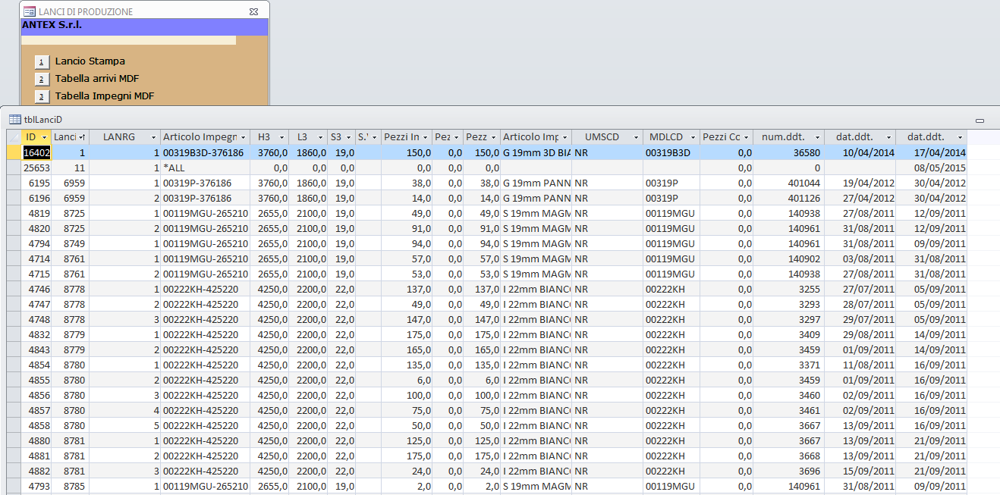 LANCI DI PRODUZIONE
ANTEX S.r.l.
1 Lancio Stampa
2 Tabella arrivi MDF
3 Tabella Impegni MDF
tblLanciD
ID Lanci LANRG Articolo Impegn H3 L3 S3 S.' Pezzi In Pez Pezz Articolo Imp UMSCD MDLCD Pezzi Co num.ddt. dat.ddt. dat.ddt.
16402 1 1 00319B3D-376186 3760,0 1860,0 19,0 150,0 0,0 150,0 G 19mm 3D BIA NR 00319B3D 0,0 36580 10/04/2014 17/04/2014
25653 11 1 *ALL 0,0 0,0 0,0 0,0 0,0 0,0 0,0 0 08/05/2015
6195 6959 1 00319P-376186 3760,0 1860,0 19,0 38,0 0,0 38,0 G 19mm PANN NR 00319P 0,0 401044 19/04/2012 30/04/2012
6196 6959 2 00319P-376186 3760,0 1860,0 19,0 14,0 0,0 14,0 G 19mm PANN NR 00319P 0,0 401126 27/04/2012 30/04/2012
4819 8725 1 00119MGU-265210 2655,0 2100,0 19,0 49,0 0,0 49,0 S 19mm MAGM NR 00119MGU 0,0 140938 27/08/2011 12/09/2011
4820 8725 2 00119MGU-265210 2655,0 2100,0 19,0 91,0 0,0 91,0 S 19mm MAGM NR 00119MGU 0,0 140961 31/08/2011 12/09/2011
4794 8749 1 00119MGU-265210 2655,0 2100,0 19,0 94,0 0,0 94,0 S 19mm MAGM NR 00119MGU 0,0 140961 31/08/2011 09/09/2011
4714 8761 1 00119MGU-265210 2655,0 2100,0 19,0 57,0 0,0 57,0 S 19mm MAGM NR 00119MGU 0,0 140902 03/08/2011 31/08/2011
4715 8761 2 00119MGU-265210 2655,0 2100,0 19,0 53,0 0,0 53,0 S 19mm MAGM NR 00119MGU 0,0 140938 27/08/2011 31/08/2011
4746 8778 1 00222KH-425220 4250,0 2200,0 22,0 137,0 0,0 137,0 I 22mm BIANC NR 00222KH 0,0 3255 27/07/2011 05/09/2011
4747 8778 2 00222KH-425220 4250,0 2200,0 22,0 49,0 0,0 49,0 I 22mm BIANC NR 00222KH 0,0 3293 28/07/2011 05/09/2011
4748 8778 3 00222KH-425220 4250,0 2200,0 22,0 147,0 0,0 147,0 I 22mm BIANC NR 00222KH 0,0 3297 29/07/2011 05/09/2011
4832 8779 1 00222KH-425220 4250,0 2200,0 22,0 175,0 0,0 175,0 I 22mm BIANC NR 00222KH 0,0 3409 29/08/2011 14/09/2011
4843 8779 2 00222KH-425220 4250,0 2200,0 22,0 165,0 0,0 165,0 I 22mm BIANC NR 00222KH 0,0 3459 01/09/2011 14/09/2011
4854 8780 1 00222KH-425220 4250,0 2200,0 22,0 135,0 0,0 135,0 I 22mm BIANC NR 00222KH 0,0 3371 11/08/2011 16/09/2011
4855 8780 2 00222KH-425220 4250,0 2200,0 22,0 6,0 0,0 6,0 I 22mm BIANC NR 00222KH 0,0 3459 01/09/2011 16/09/2011
4856 8780 3 00222KH-425220 4250,0 2200,0 22,0 100,0 0,0 100,0 I 22mm BIANC NR 00222KH 0,0 3460 02/09/2011 16/09/2011
4857 8780 4 00222KH-425220 4250,0 2200,0 22,0 75,0 0,0 75,0 I 22mm BIANC NR 00222KH 0,0 3461 02/09/2011 16/09/2011
4858 8780 5 00222KH-425220 4250,0 2200,0 22,0 50,0 0,0 50,0 I 22mm BIANC NR 00222KH 0,0 3667 13/09/2011 16/09/2011
4880 8781 1 00222KH-425220 4250,0 2200,0 22,0 125,0 0,0 125,0 I 22mm BIANC NR 00222KH 0,0 3667 13/09/2011 21/09/2011
4881 8781 2 00222KH-425220 4250,0 2200,0 22,0 175,0 0,0 175,0 I 22mm BIANC NR 00222KH 0,0 3668 13/09/2011 21/09/2011
4882 8781 3 00222KH-425220 4250,0 2200,0 22,0 24,0 0,0 24,0 I 22mm BIANC NR 00222KH 0,0 3696 15/09/2011 21/09/2011
4793 8785 1 00119MGU-265210 2655,0 2100,0 19,0 2,0 0,0 2,0 S 19mm MAGM NR 00119MGU 0,0 140961 31/08/2011 09/09/2011